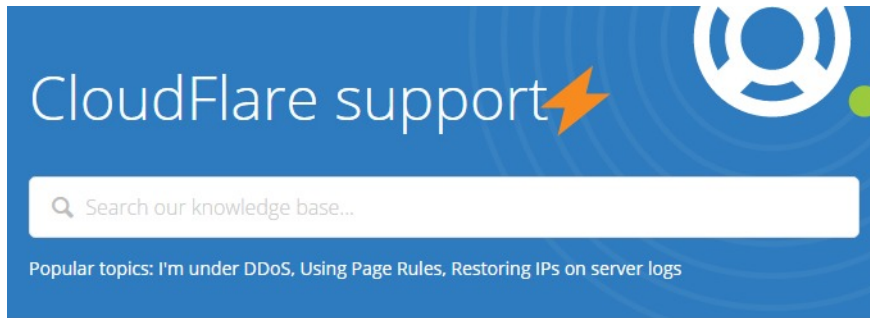 CloudFlare support
Search our knowledge base...
Popular topics: I'm under DDoS, Using Page Rules, Restoring IPs on server logs